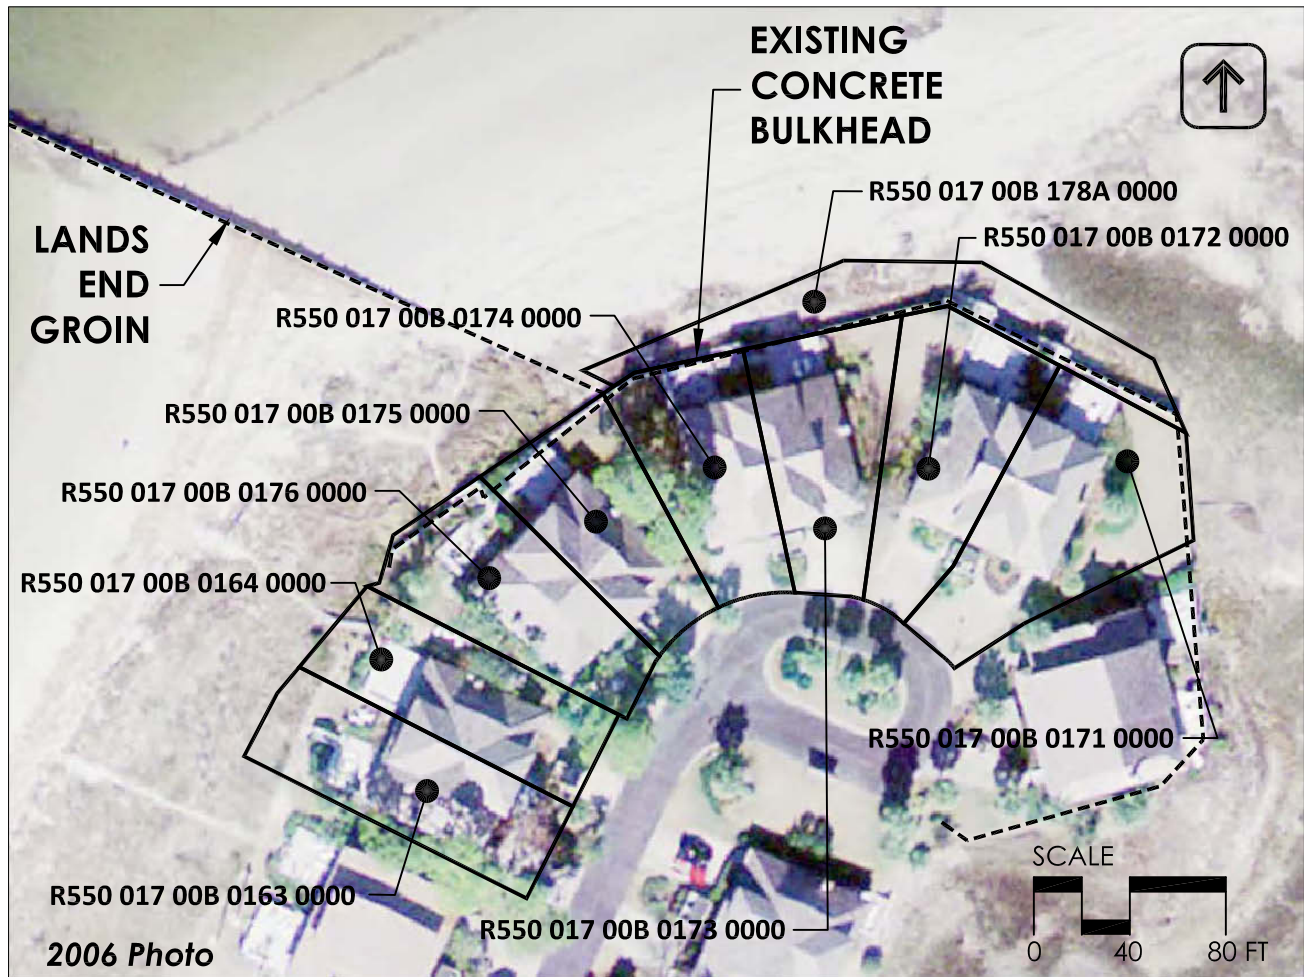 EXISTING
CONCRETE
BULKHEAD
R550 017 00B 178A 0000
R550 017 00B 0172 0000
LANDS
END
GROIN
R550 017 00B 0174 0000
R550 017 00B 0175 0000
R550 017 00B 0176 0000
R550 017 00B 0164 0000
R550 017 00B 0171 0000
R550 017 00B 0163 0000
R550 017 00B 0173 0000
2006 Photo
SCALE
0 40 80 FT